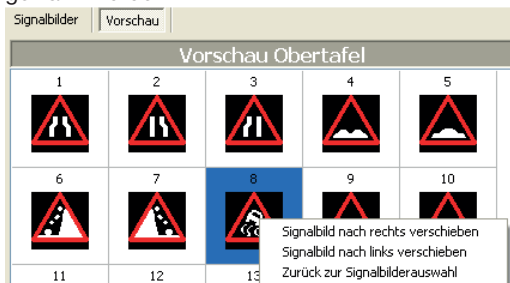 Signalbilder Vorschau
Vorschau Obertafel
1 2 3 4 5
6 7 8 9 10
Signalbild nach rechts verschieben
Signalbild nach links verschieben
Zurück zur Signalbilderauswahl
11 12 13